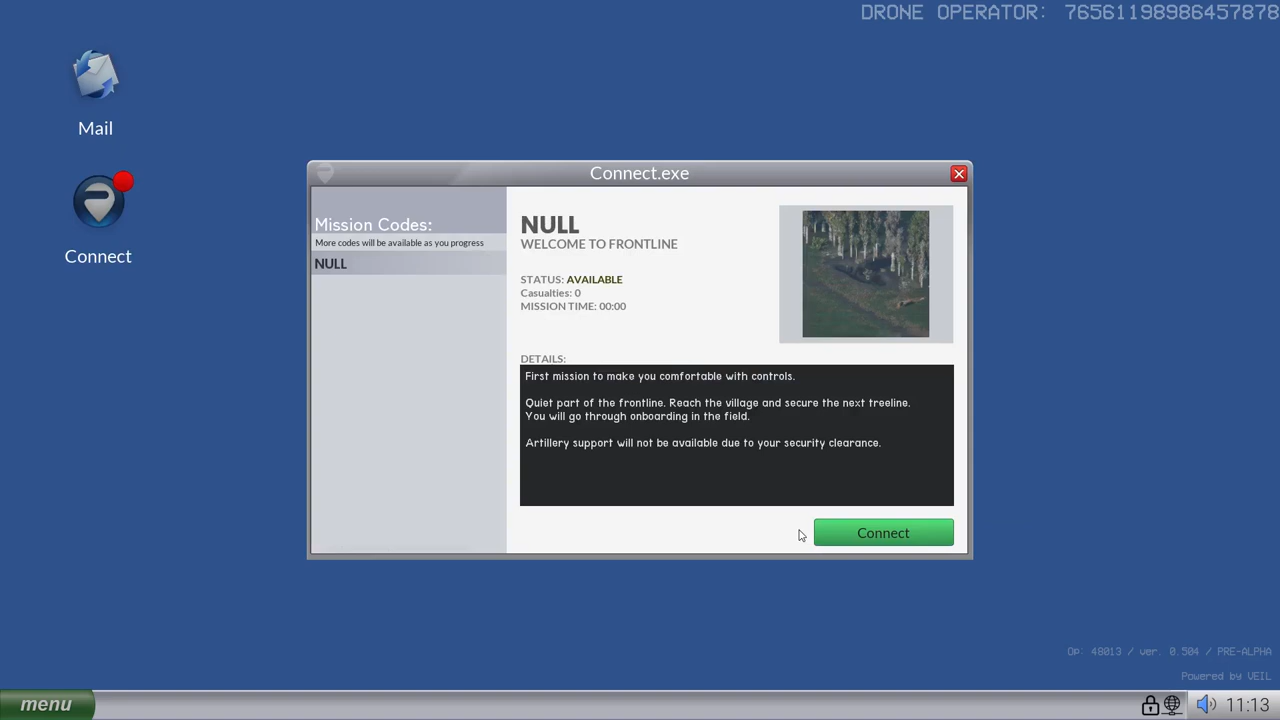 DRONE OPERATOR: 76561198986457878
Mail
Connect
Connect.exe
Mission Codes:
More codes will be available as you progress
NULL
NULL
WELCOME TO FRONTLINE
STATUS: AVAILABLE
Casualties: 0
MISSION TIME: 00:00
DETAILS:
First mission to make you comfortable with controls.
Quiet part of the frontline. Reach the village and secure the next treeline.
You will go through onboarding in the field.
Artillery support will not be available due to your security clearance.
Connect
Op: 48013 / ver. 0.504 / PRE-ALPHA
Powered by VEIL
menu
11:13